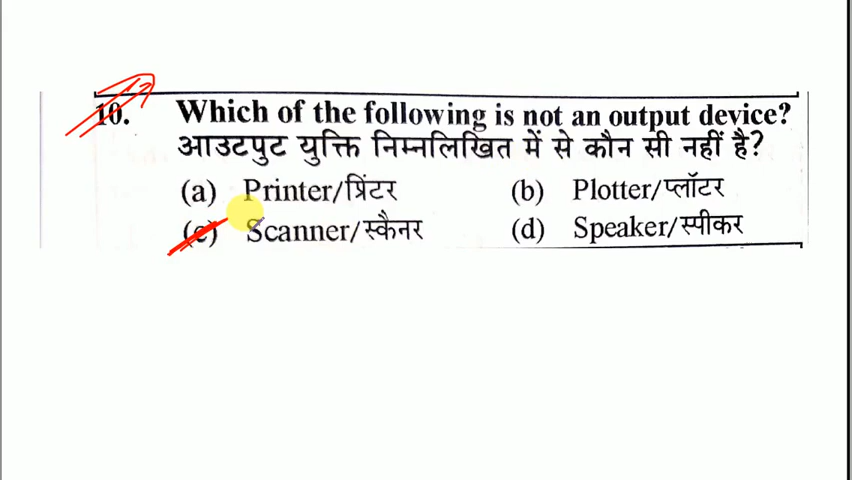 10. Which of the following is not an output device?
आउटपुट युक्ति निम्नलिखित में से कौन सी नहीं है?
(a) Printer/प्रिंटर (b) Plotter/प्लॉटर
(c) Scanner/स्कैनर (d) Speaker/स्पीकर